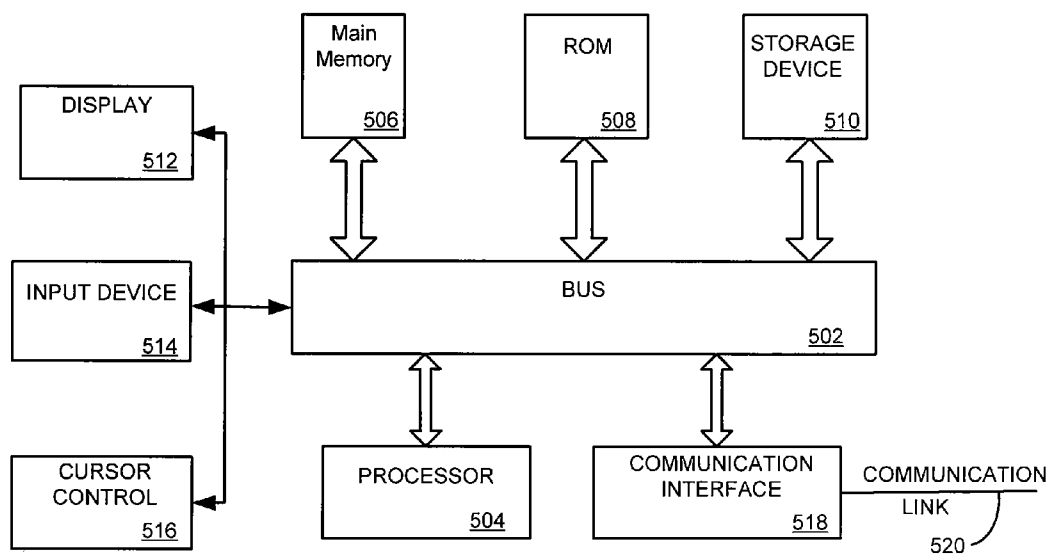 Main
Memory
506
ROM
508
STORAGE
DEVICE
510
DISPLAY
512
INPUT DEVICE
514
BUS
502
CURSOR
CONTROL
516
PROCESSOR
504
COMMUNICATION
INTERFACE
518
COMMUNICATION
LINK
520